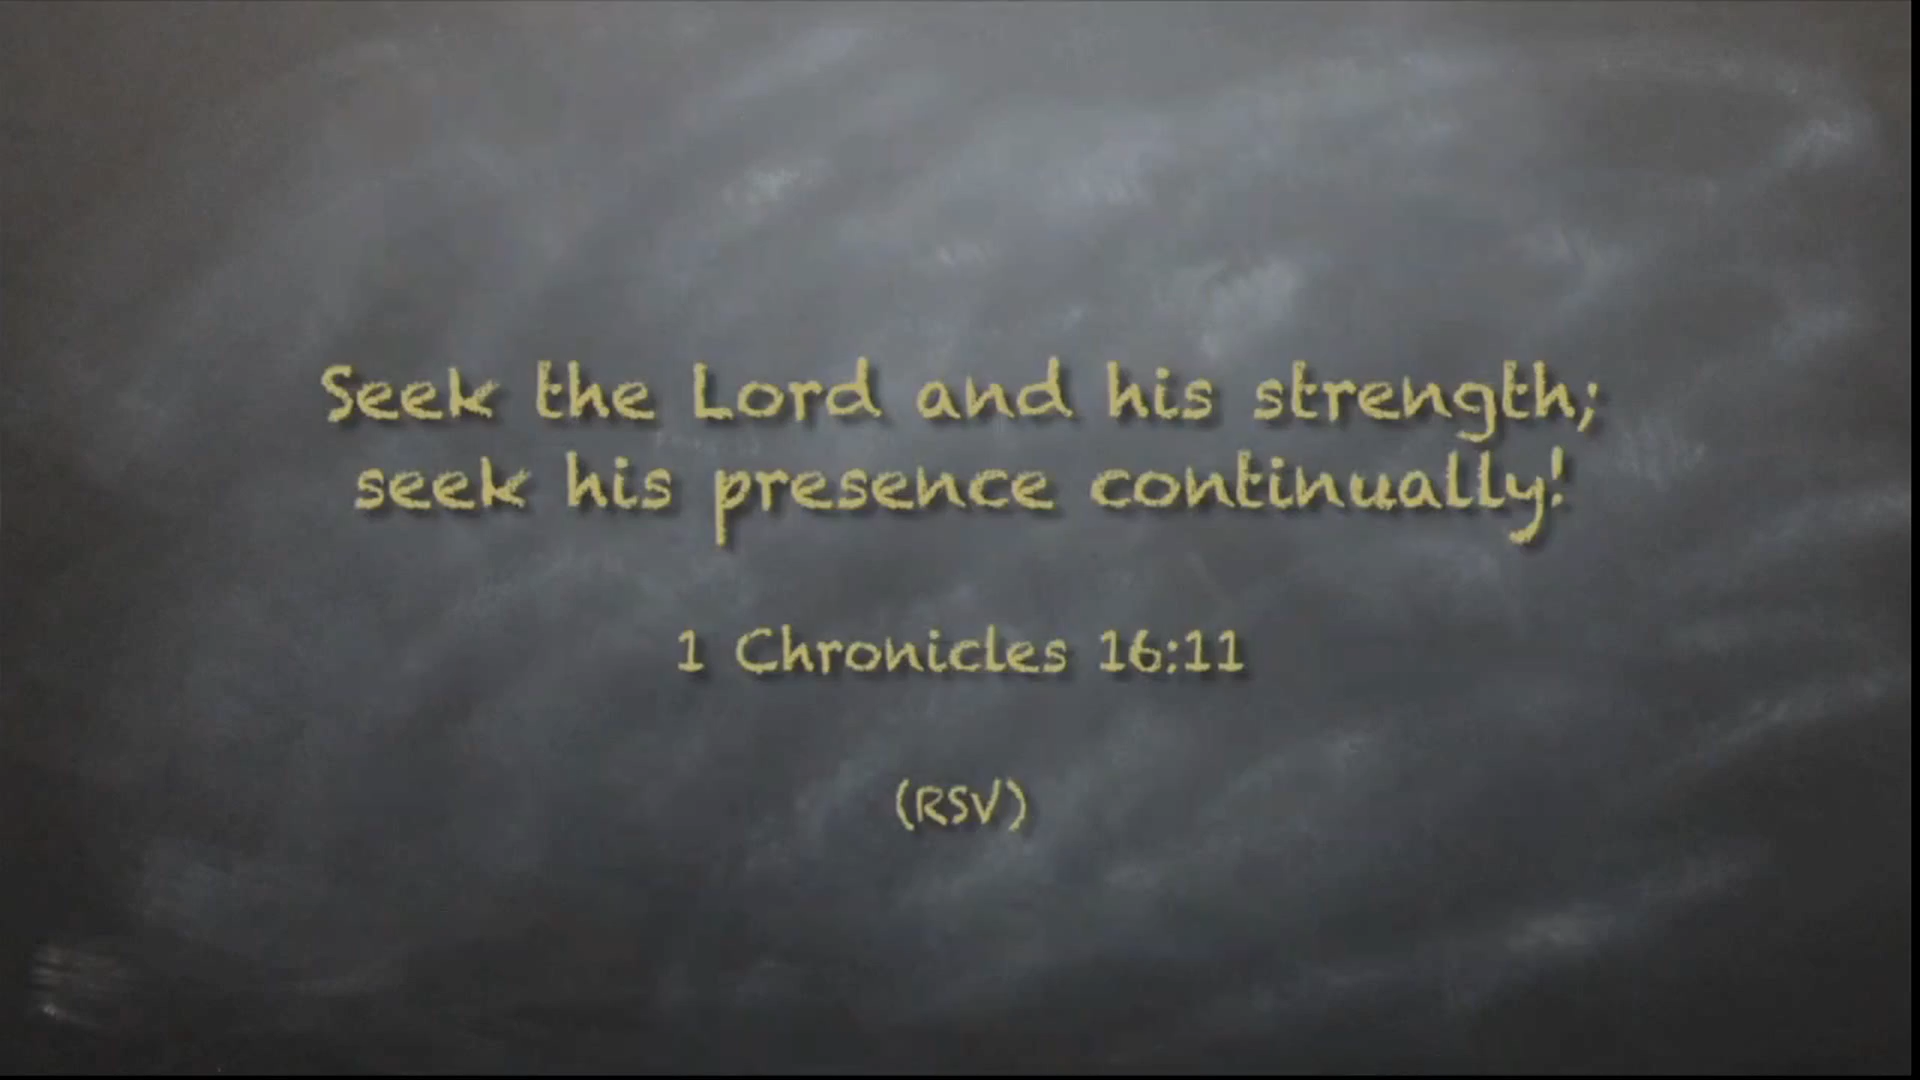 Seek the Lord and his strength;
seek his presence continually!
1 Chronicles 16:11
(RSV)